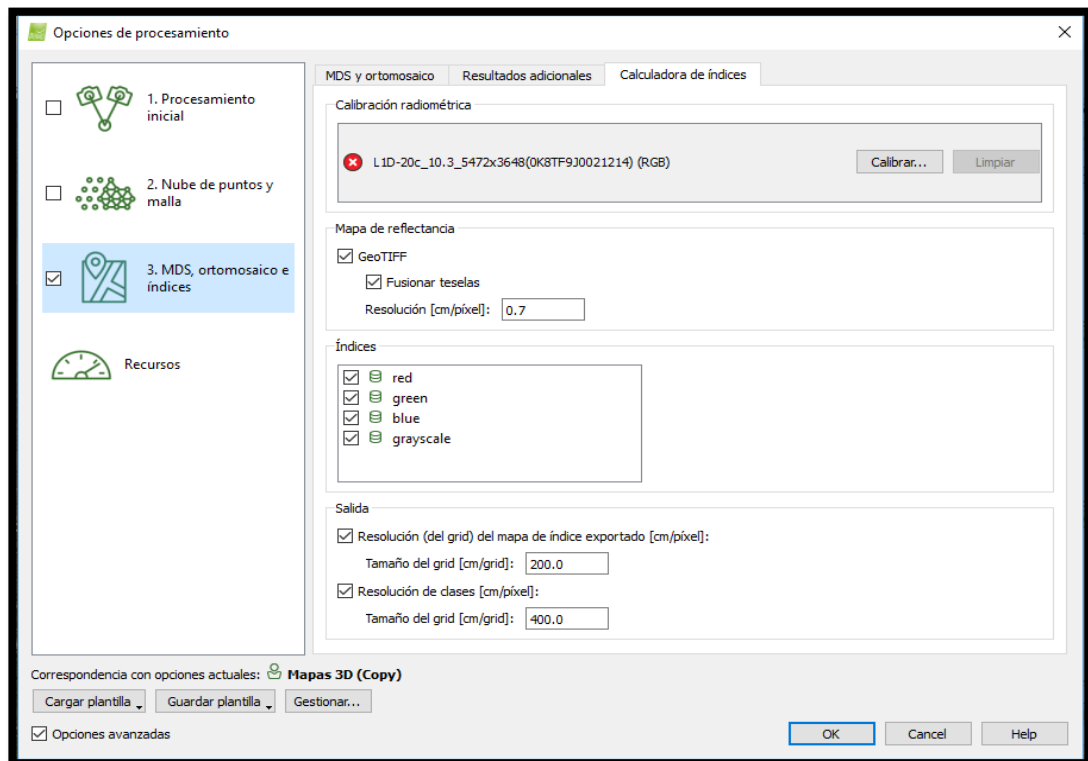 Opciones de procesamiento
1. Procesamiento
inicial
2. Nube de puntos y
malla
3. MDS, ortomosaico e
índices
Recursos
MDS y ortomosaico Resultados adicionales Calculadora de índices
Calibración radiométrica
L1D-20c_10.3_5472x3648(0K8TF9J0021214) (RGB) Calibrar... Limpiar
Mapa de reflectancia
GeoTIFF
Fusionar teselas
Resolución [cm/píxel]: 0.7
Índices
red
green
blue
grayscale
Salida
Resolución (del grid) del mapa de índice exportado [cm/píxel]:
Tamaño del grid [cm/grid]: 200.0
Resolución de clases [cm/píxel]:
Tamaño del grid [cm/grid]: 400.0
Correspondencia con opciones actuales: Mapas 3D (Copy)
Cargar plantilla Guardar plantilla Gestionar...
Opciones avanzadas
OK Cancel Help